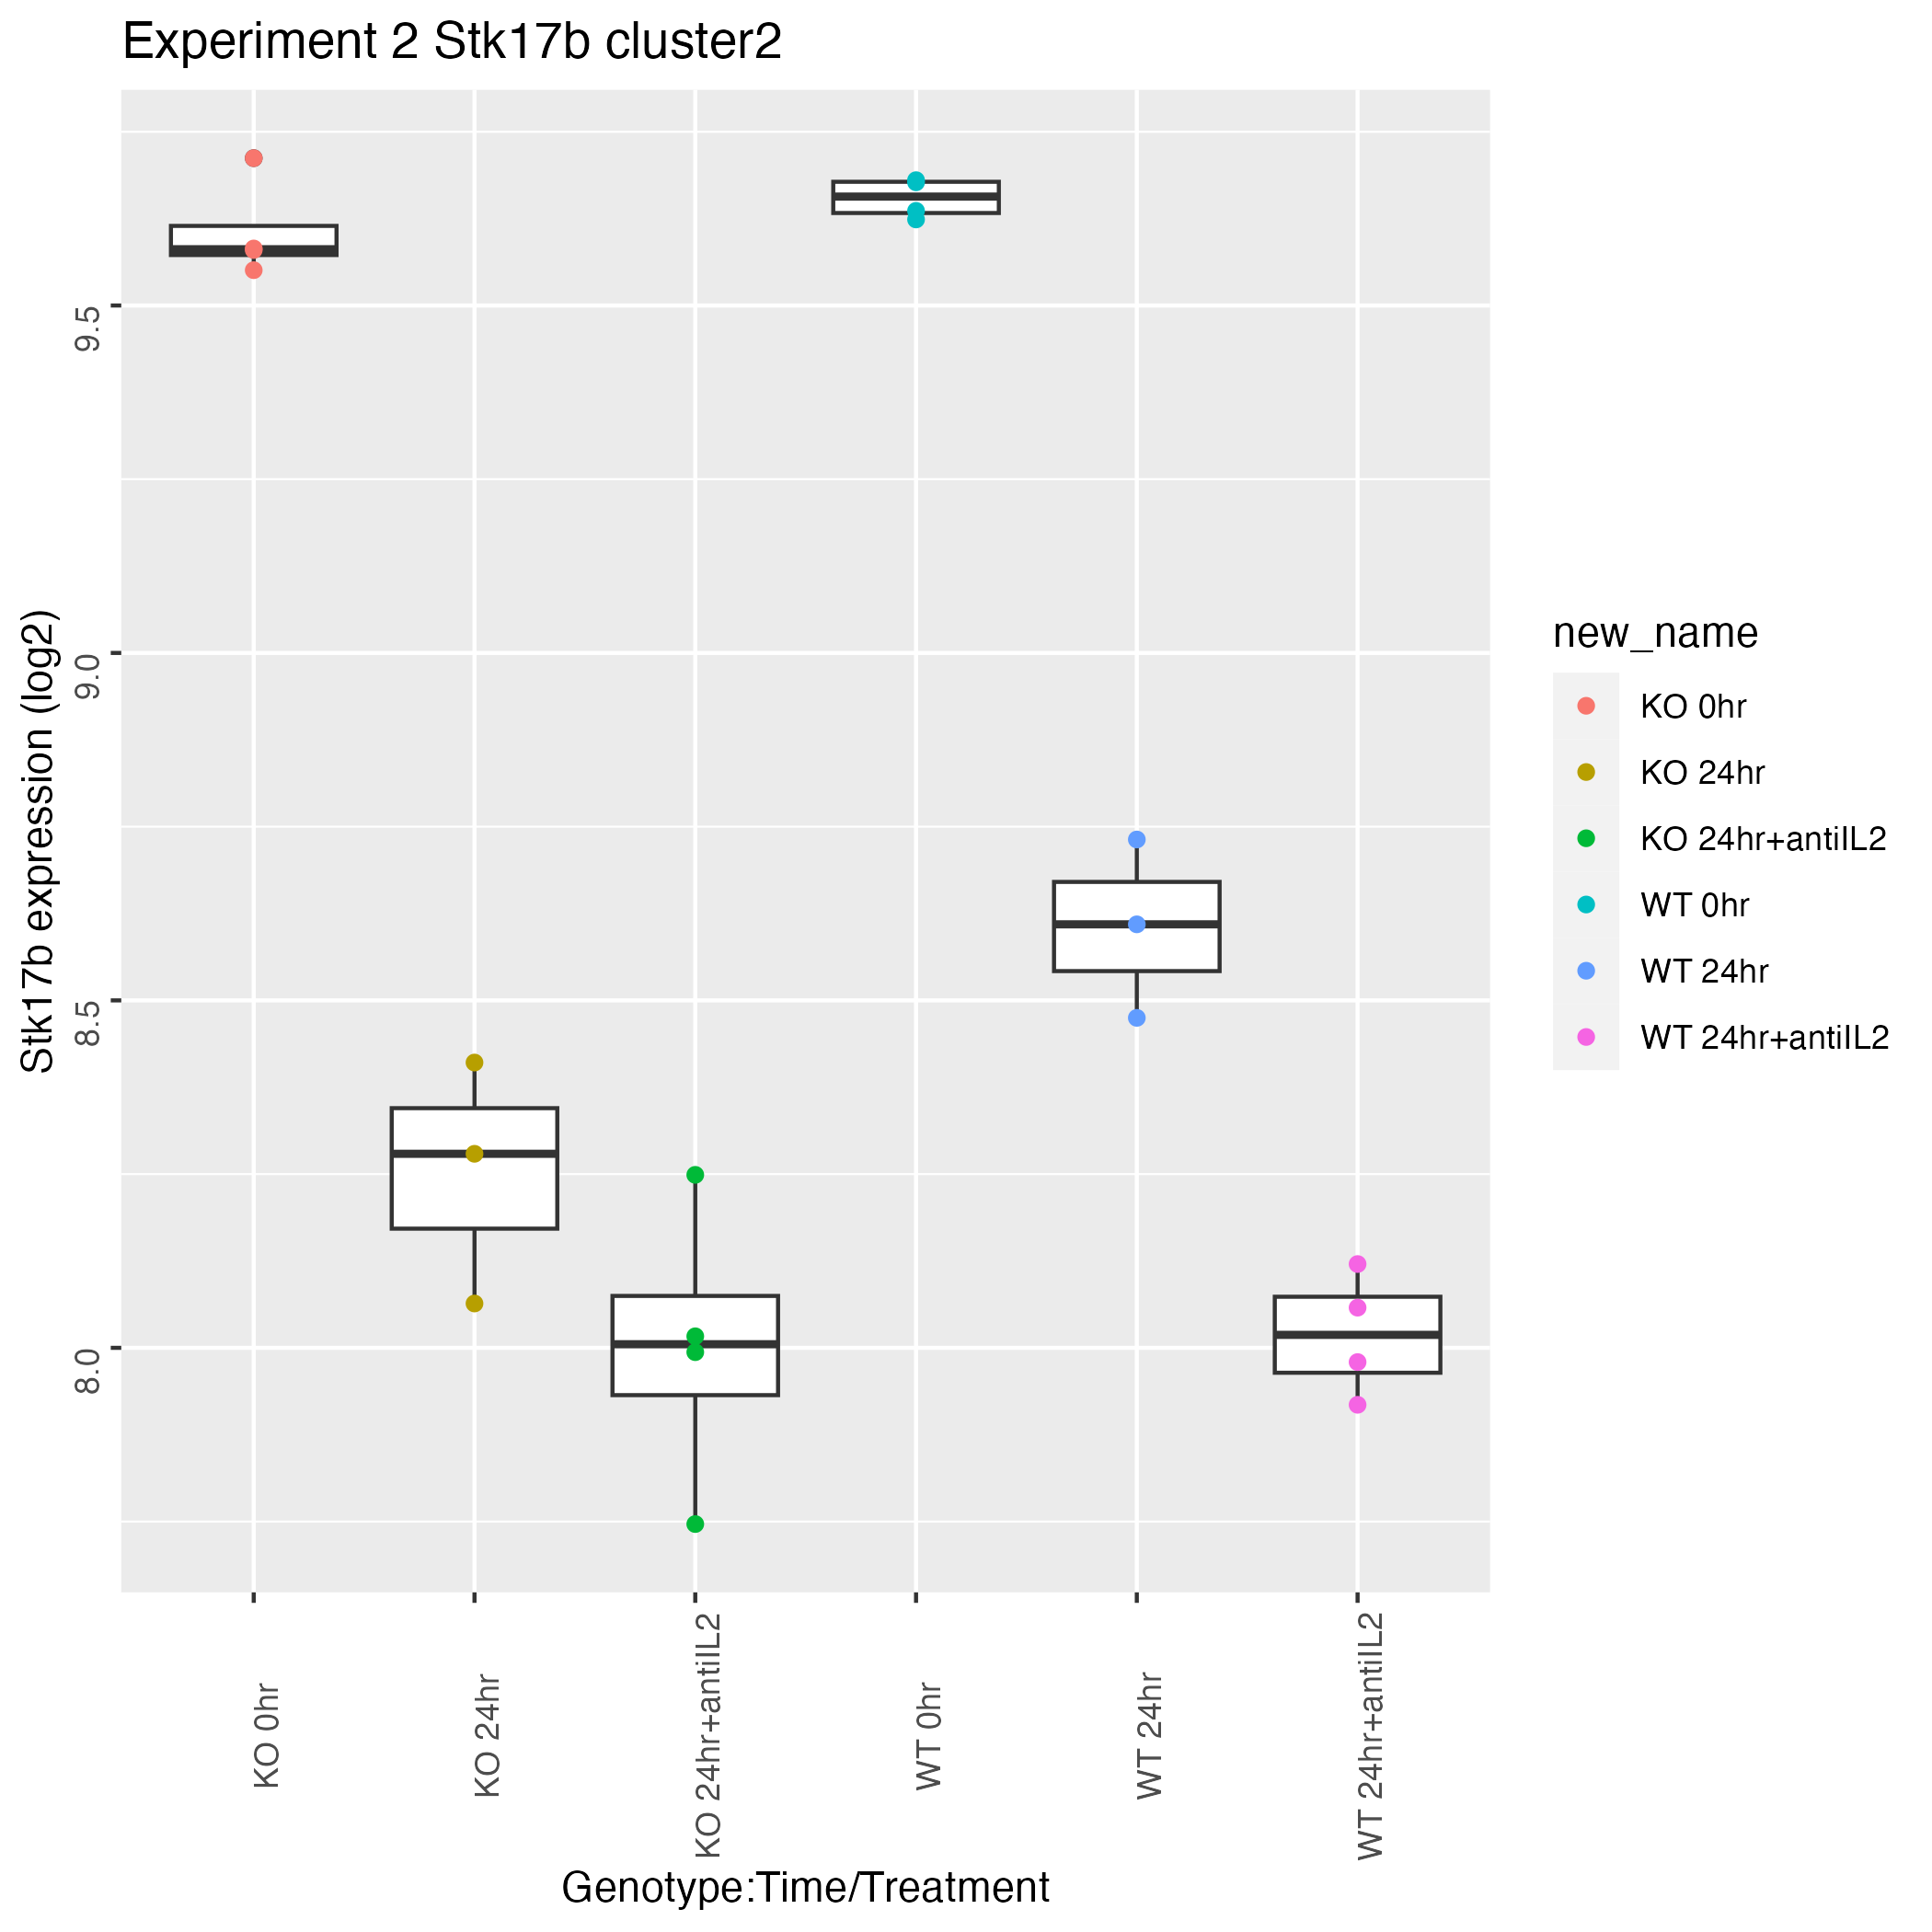 Experiment 2 Stk17b cluster2
Stk17b expression (log2)
9.5
9.0
8.5
8.0
KO 0hr
KO 24hr
KO 24hr+antiIL2
WT 0hr
WT 24hr
WT 24hr+antiIL2
Genotype:Time/Treatment
new_name
KO 0hr
KO 24hr
KO 24hr+antiIL2
WT 0hr
WT 24hr
WT 24hr+antiIL2